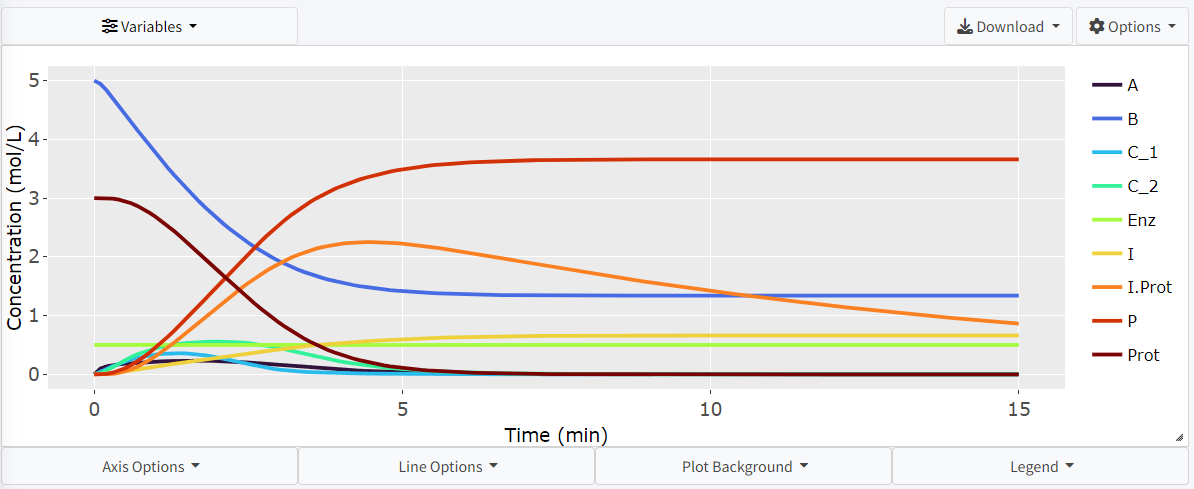 Variables
Download
Options
Concentration (mol/L)
5
4
3
2
1
0
0
5
10
15
Time (min)
A
B
C_1
C_2
Enz
I
I.Prot
P
Prot
Axis Options
Line Options
Plot Background
Legend